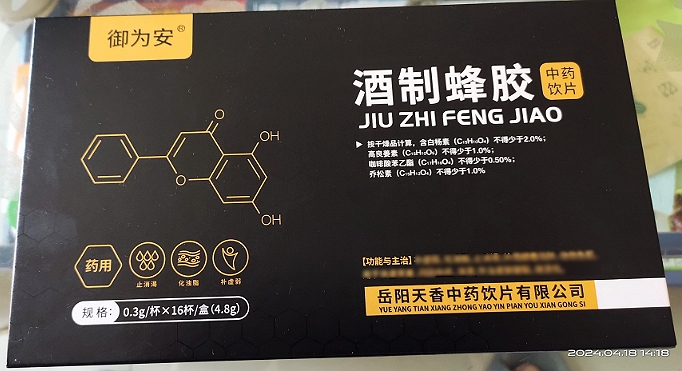 御为安®
酒制蜂胶
中药
饮片
JIU ZHI FENG JIAO
▶ 按干燥品计算，含白杨素（C₁₅H₁₀O₄）不得少于2.0%；
高良姜素（C₁₅H₁₀O₅）不得少于1.0%；
咖啡酸苯乙酯（C₁₇H₁₆O₄）不得少于0.50%；
乔松素（C₁₅H₁₂O₄）不得少于1.0%
O
OH
O
OH
药用
止消渴
化浊脂
补虚弱
【功能与主治】
规格：0.3g/杯×16杯/盒(4.8g)
岳阳天香中药饮片有限公司
YUE YANG TIAN XIANG ZHONG YAO YIN PIAN YOU XIAN GONG SI
2024.04.18 14:18